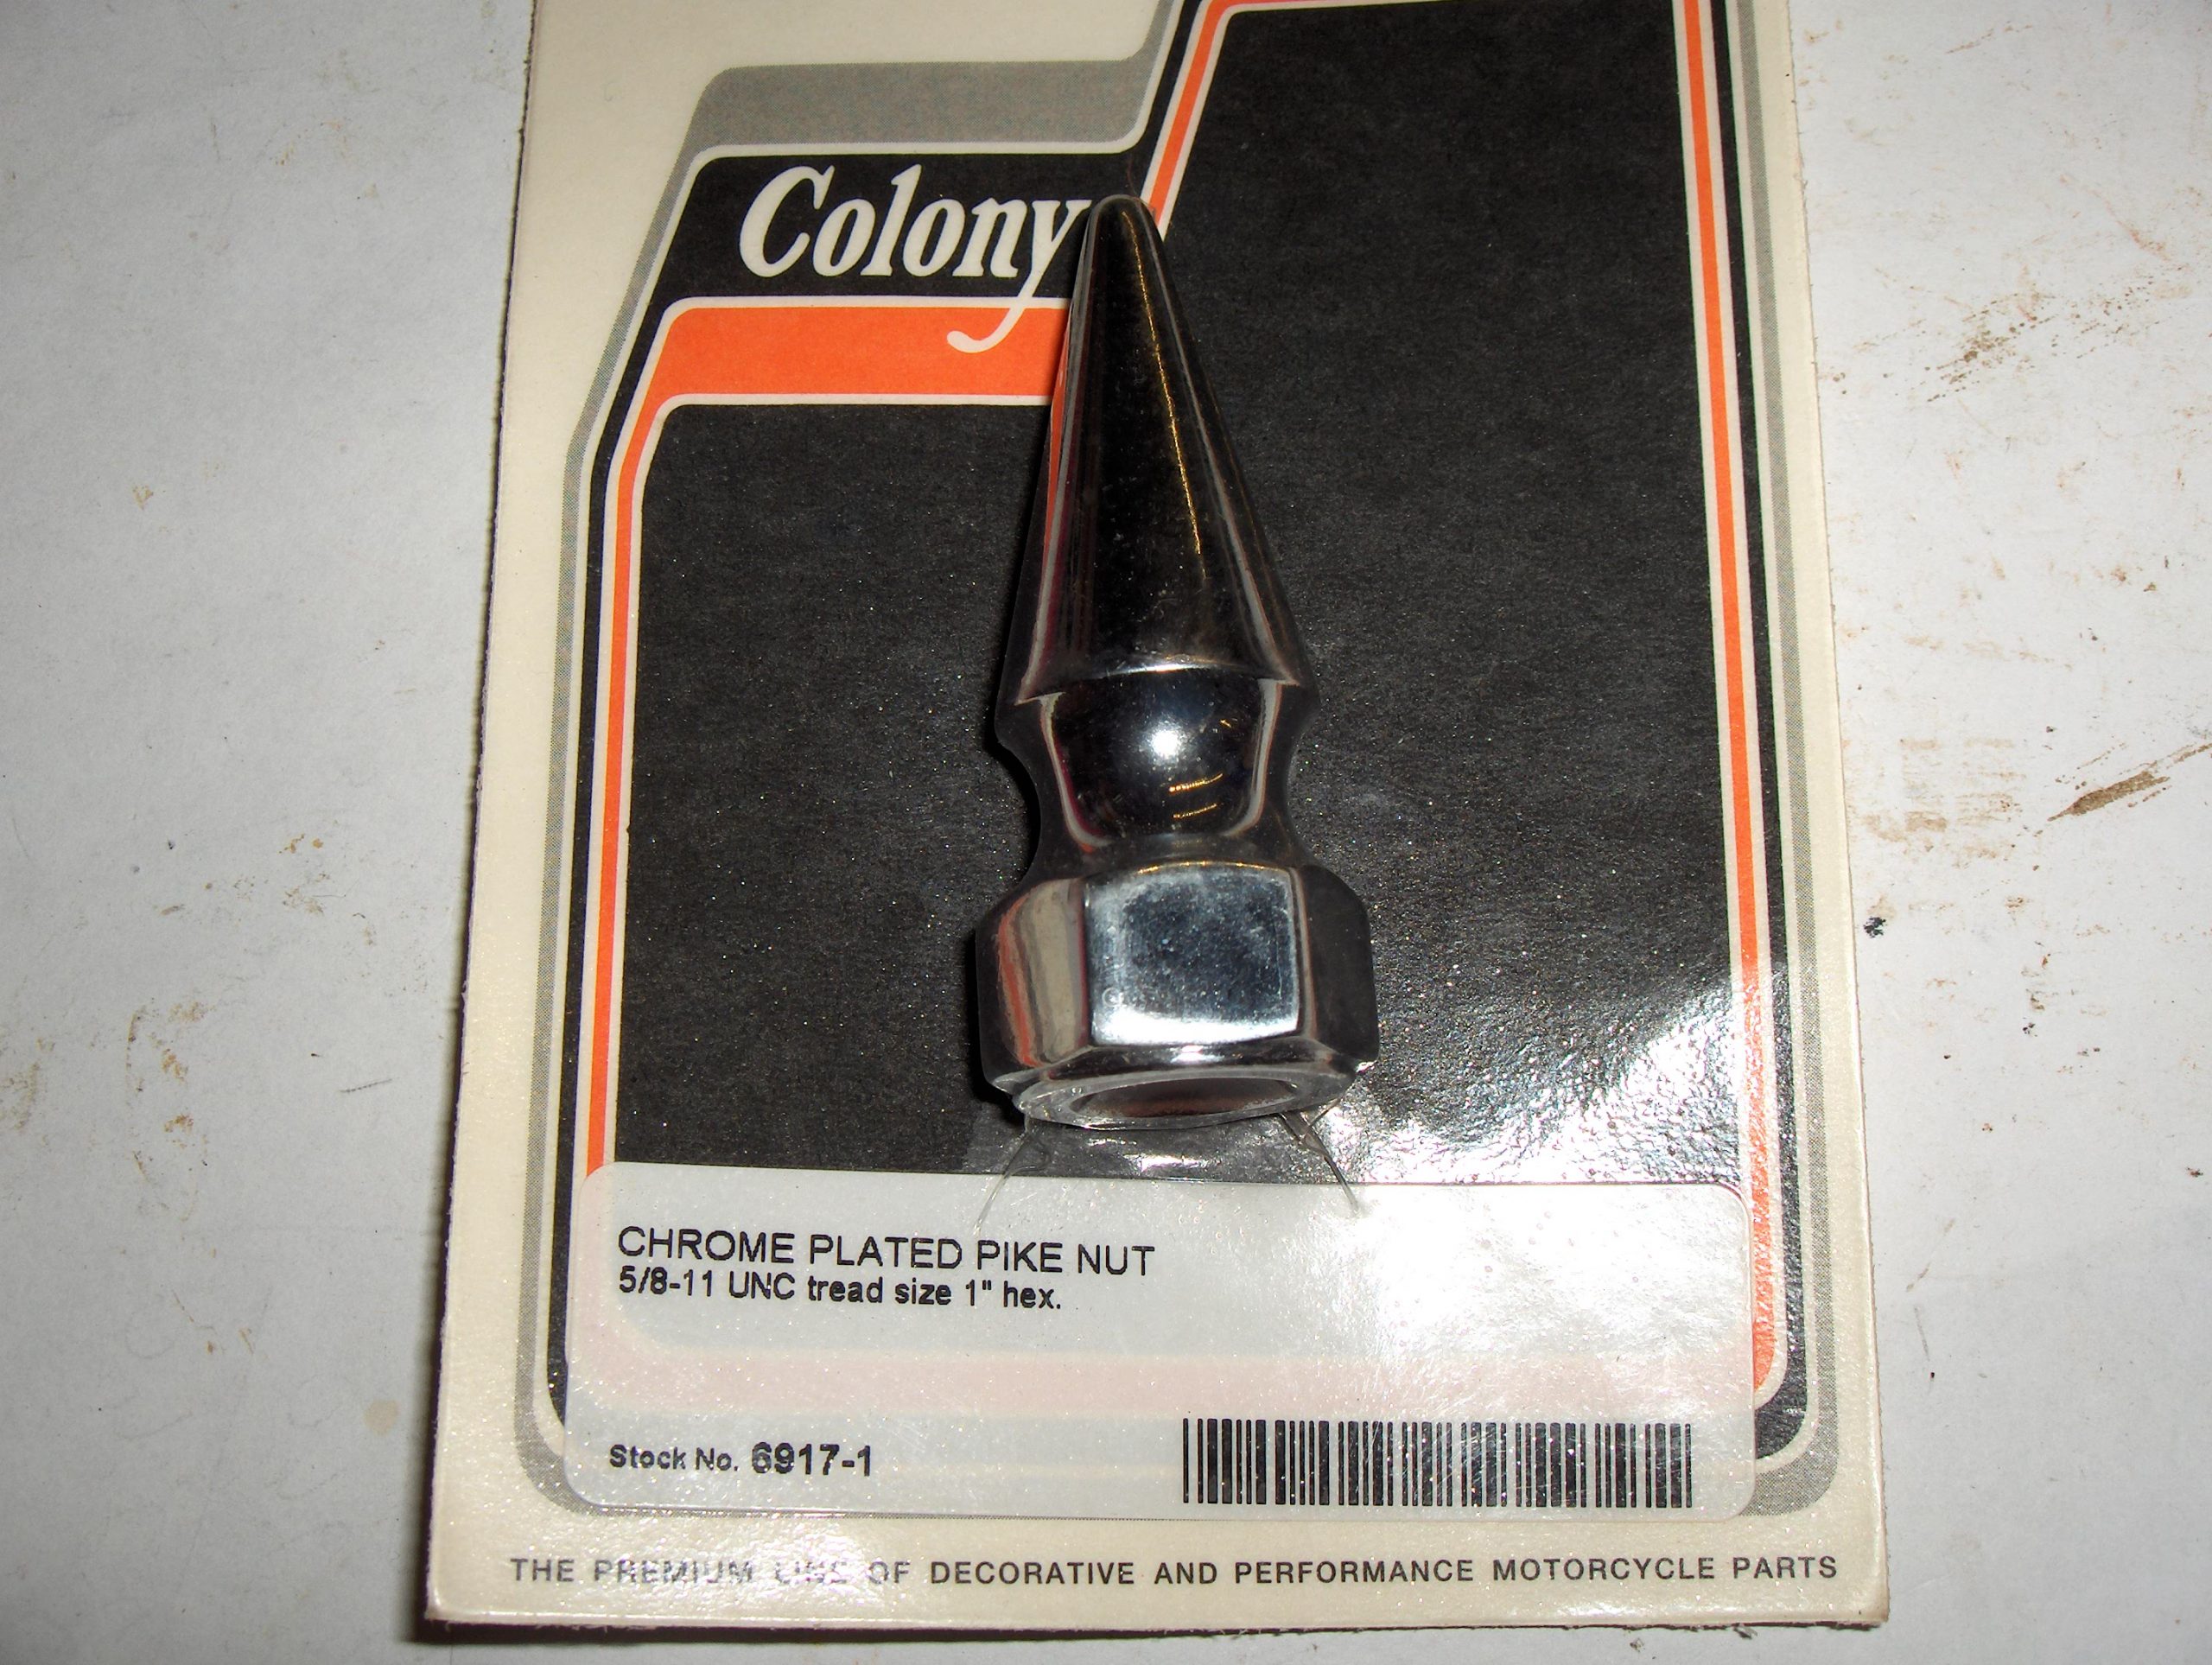 Colony
CHROME PLATED PIKE NUT
5/8-11 UNC tread size 1" hex.
Stock No. 6917-1
THE PREMIUM LINE OF DECORATIVE AND PERFORMANCE MOTORCYCLE PARTS